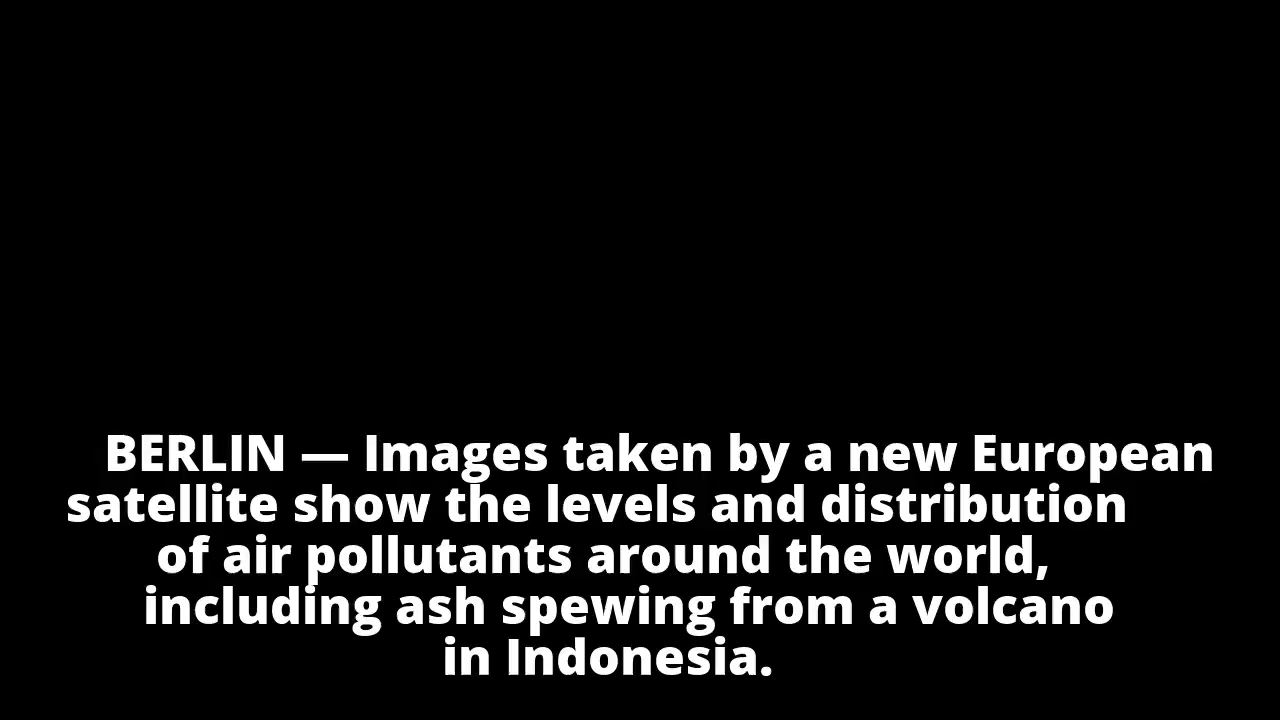 BERLIN — Images taken by a new European
satellite show the levels and distribution
of air pollutants around the world,
including ash spewing from a volcano
in Indonesia.